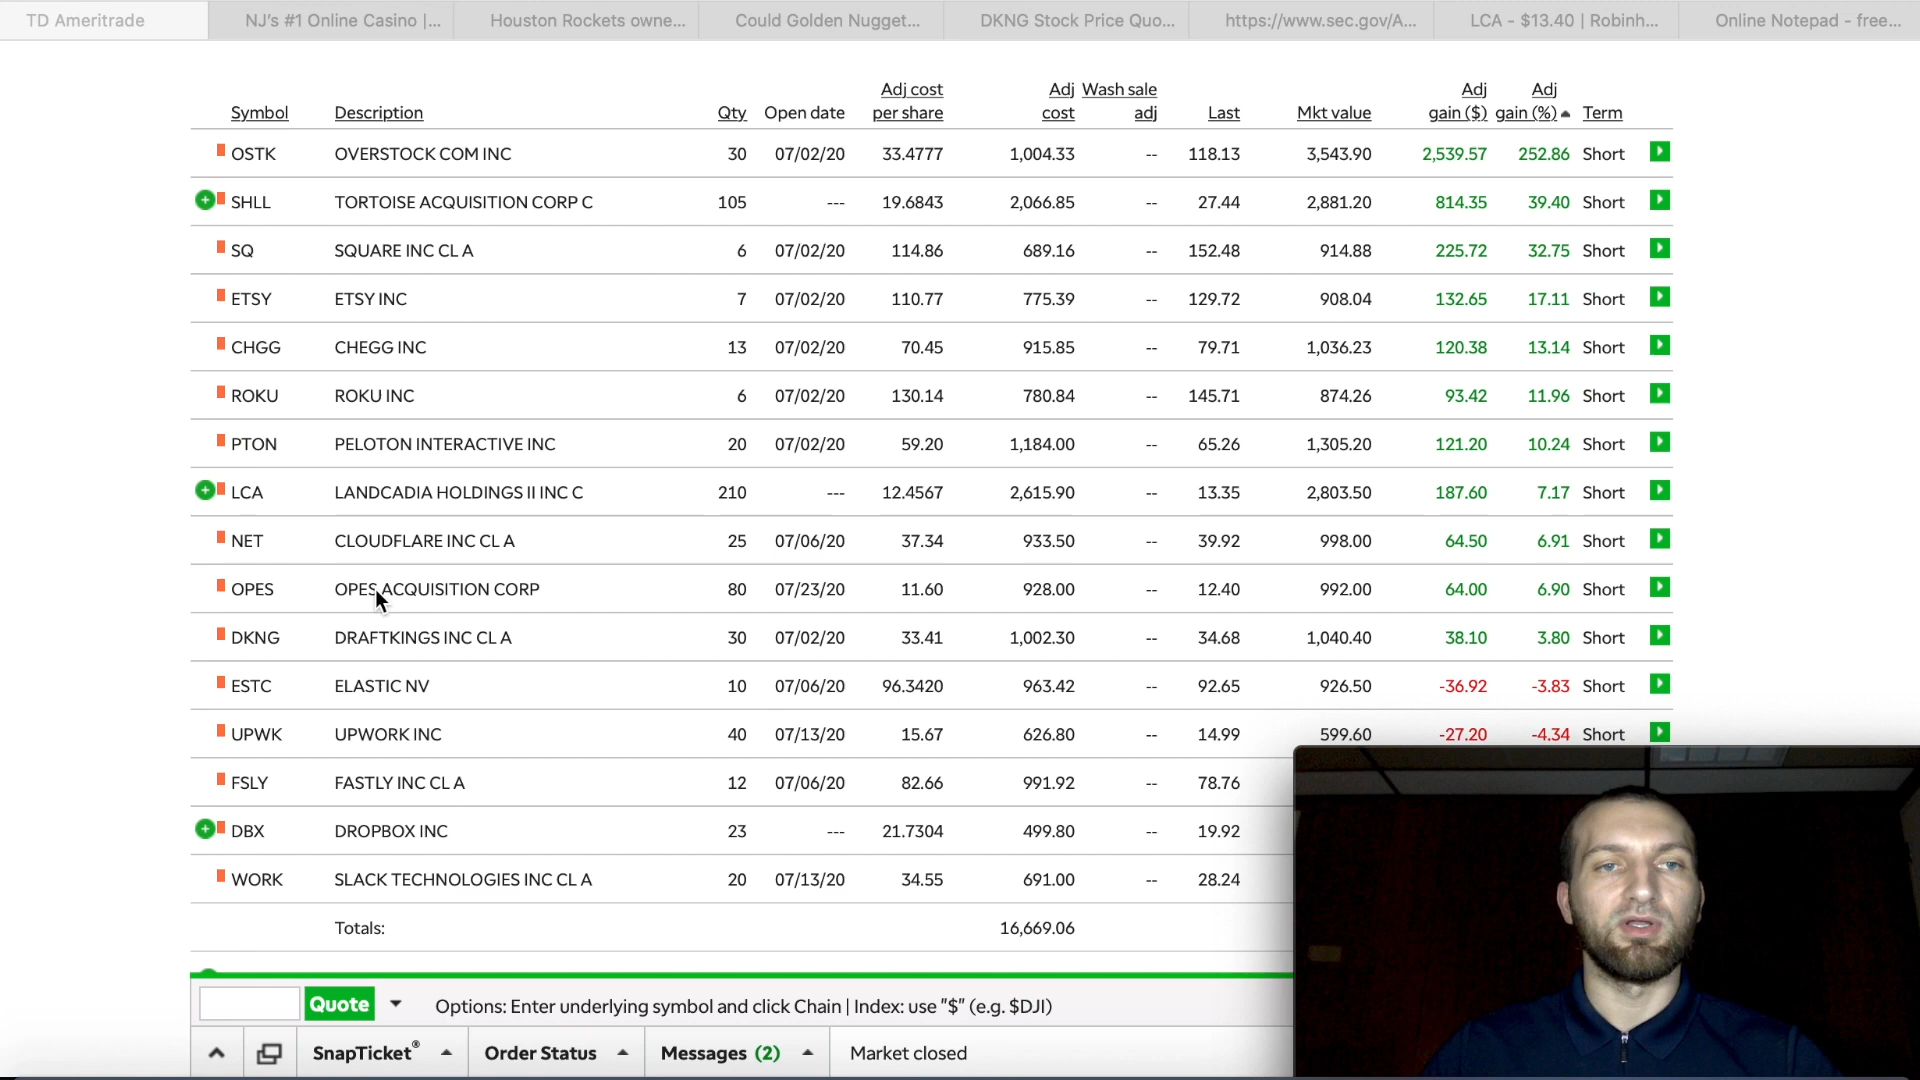 TD Ameritrade
NJ's #1 Online Casino |...
Houston Rockets owne...
Could Golden Nugget...
DKNG Stock Price Quo...
https://www.sec.gov/A...
LCA - $13.40 | Robinh...
Online Notepad - free...
Symbol Description Qty Open date Adj cost per share Adj cost Wash sale adj Last Mkt value Adj gain ($) Adj gain (%) Term
OSTK OVERSTOCK COM INC 30 07/02/20 33.4777 1,004.33 -- 118.13 3,543.90 2,539.57 252.86 Short
SHLL TORTOISE ACQUISITION CORP C 105 --- 19.6843 2,066.85 -- 27.44 2,881.20 814.35 39.40 Short
SQ SQUARE INC CL A 6 07/02/20 114.86 689.16 -- 152.48 914.88 225.72 32.75 Short
ETSY ETSY INC 7 07/02/20 110.77 775.39 -- 129.72 908.04 132.65 17.11 Short
CHGG CHEGG INC 13 07/02/20 70.45 915.85 -- 79.71 1,036.23 120.38 13.14 Short
ROKU ROKU INC 6 07/02/20 130.14 780.84 -- 145.71 874.26 93.42 11.96 Short
PTON PELOTON INTERACTIVE INC 20 07/02/20 59.20 1,184.00 -- 65.26 1,305.20 121.20 10.24 Short
LCA LANDCADIA HOLDINGS II INC C 210 --- 12.4567 2,615.90 -- 13.35 2,803.50 187.60 7.17 Short
NET CLOUDFLARE INC CL A 25 07/06/20 37.34 933.50 -- 39.92 998.00 64.50 6.91 Short
OPES OPES ACQUISITION CORP 80 07/23/20 11.60 928.00 -- 12.40 992.00 64.00 6.90 Short
DKNG DRAFTKINGS INC CL A 30 07/02/20 33.41 1,002.30 -- 34.68 1,040.40 38.10 3.80 Short
ESTC ELASTIC NV 10 07/06/20 96.3420 963.42 -- 92.65 926.50 -36.92 -3.83 Short
UPWK UPWORK INC 40 07/13/20 15.67 626.80 -- 14.99 599.60 -27.20 -4.34 Short
FSLY FASTLY INC CL A 12 07/06/20 82.66 991.92 -- 78.76
DBX DROPBOX INC 23 --- 21.7304 499.80 -- 19.92
WORK SLACK TECHNOLOGIES INC CL A 20 07/13/20 34.55 691.00 -- 28.24
Totals: 16,669.06
Quote Options: Enter underlying symbol and click Chain | Index: use "$" (e.g. $DJI)
SnapTicket® Order Status Messages (2) Market closed